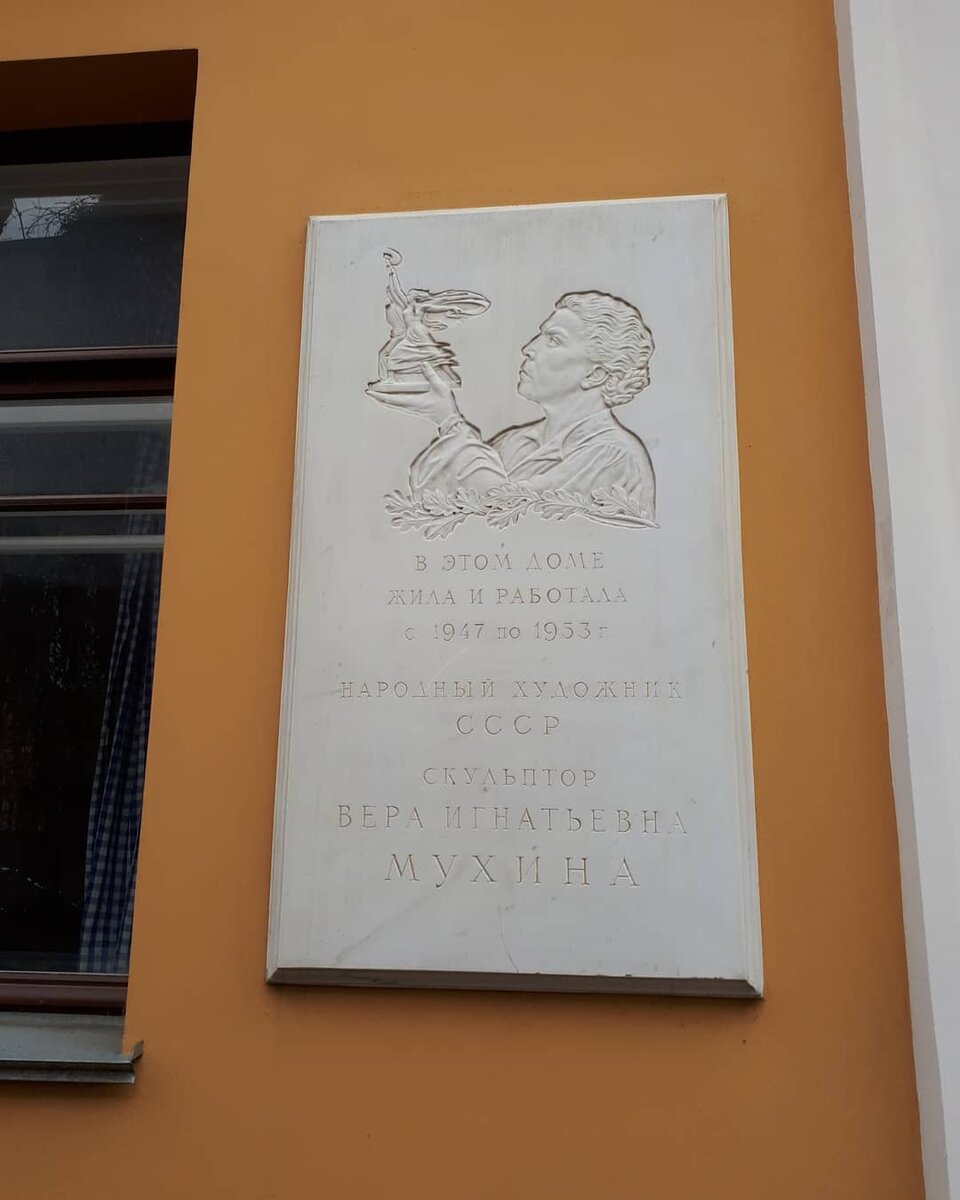 В ЭТОМ ДОМЕ
ЖИЛА И РАБОТАЛА
с 1947 по 1953 г
НАРОДНЫЙ ХУДОЖНИК
СССР
СКУЛЬПТОР
ВЕРА ИГНАТЬЕВНА
МУХИНА